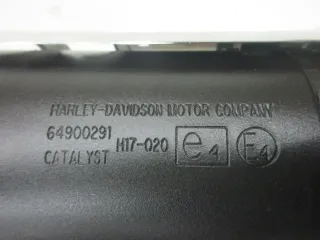 HARLEY-DAVIDSON MOTOR COMPANY
64900291 H17-020 e4 E4
CATALYST